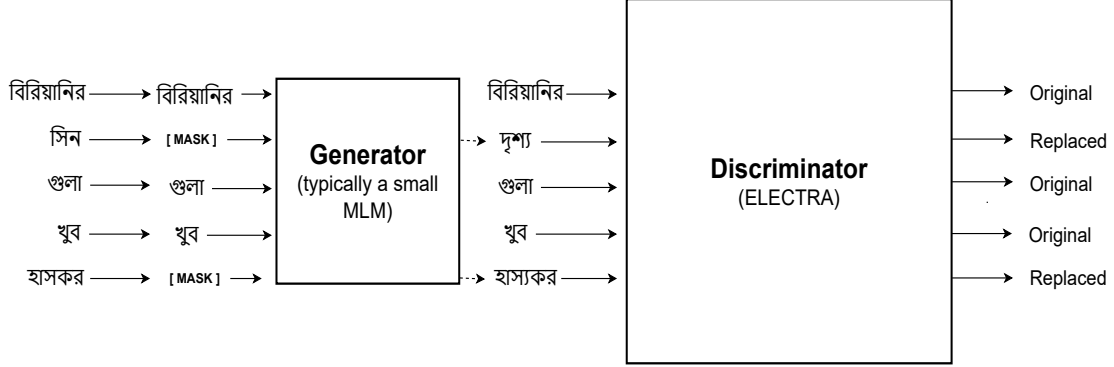 বিরিয়ানির বিরিয়ানির বিরিয়ানির Original
সিন [ MASK ] দৃশ্য Replaced
গুলা গুলা গুলা Original
খুব খুব খুব Original
হাসকর [ MASK ] হাস্যকর Replaced
Generator
(typically a small
MLM)
Discriminator
(ELECTRA)